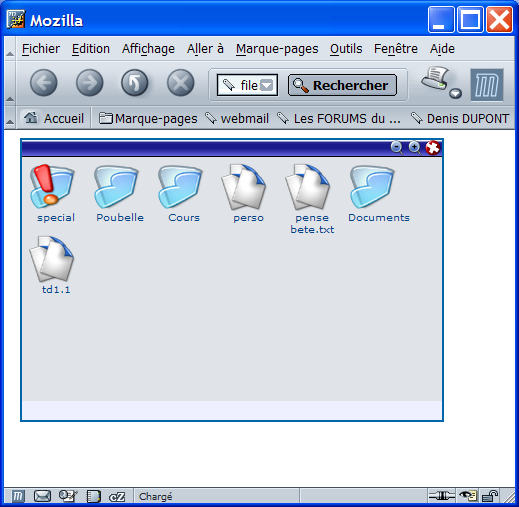 Mozilla
Fichier Edition Affichage Aller à Marque-pages Outils Fenêtre Aide
file Rechercher
Accueil Marque-pages webmail Les FORUMS du ... Denis DUPONT
special Poubelle Cours perso pense bete.txt Documents
td1.1
Chargé